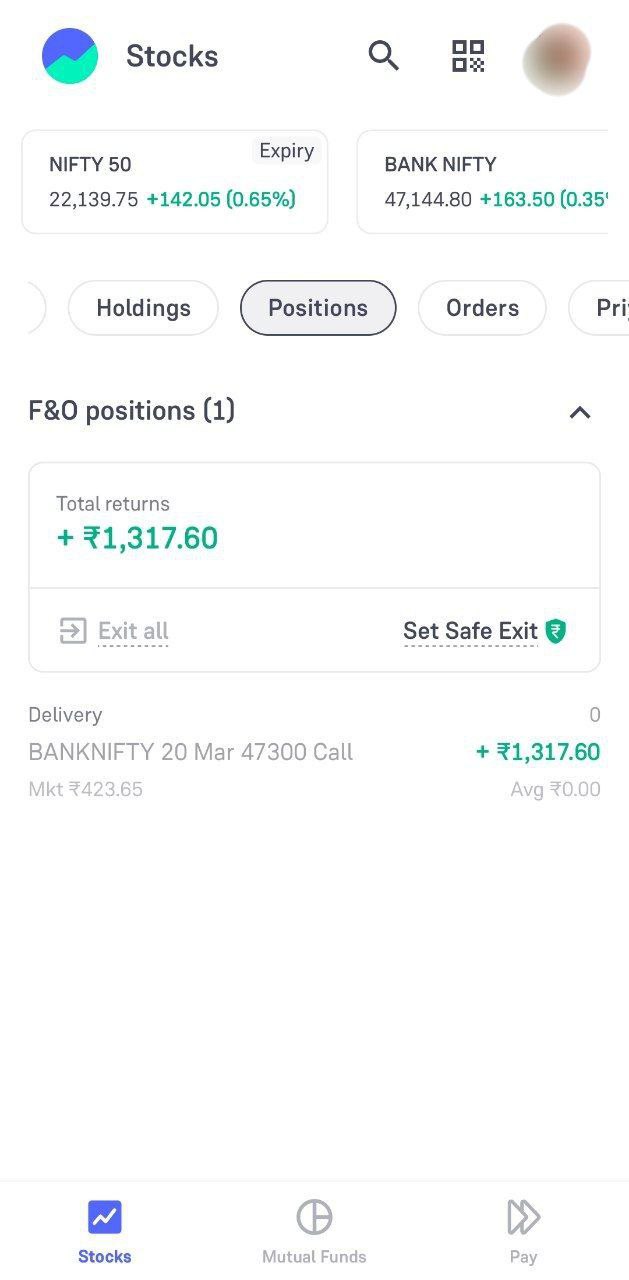 Stocks
NIFTY 50
Expiry
22,139.75 +142.05 (0.65%)
BANK NIFTY
47,144.80 +163.50 (0.35
Holdings
Positions
Orders
F&O positions (1)
Total returns
+ ₹1,317.60
Exit all
Set Safe Exit
Delivery
0
BANKNIFTY 20 Mar 47300 Call
+ ₹1,317.60
Mkt ₹423.65
Avg ₹0.00
Stocks
Mutual Funds
Pay